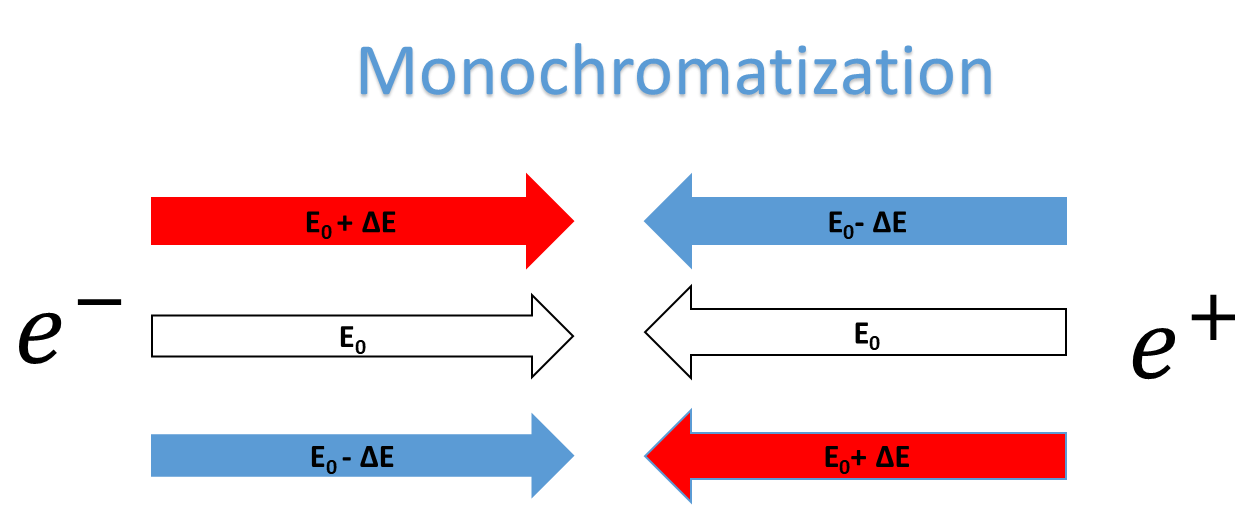 Monochromatization
E₀ + ΔE
E₀- ΔE
e⁻
E₀
E₀
e⁺
E₀ - ΔE
E₀+ ΔE